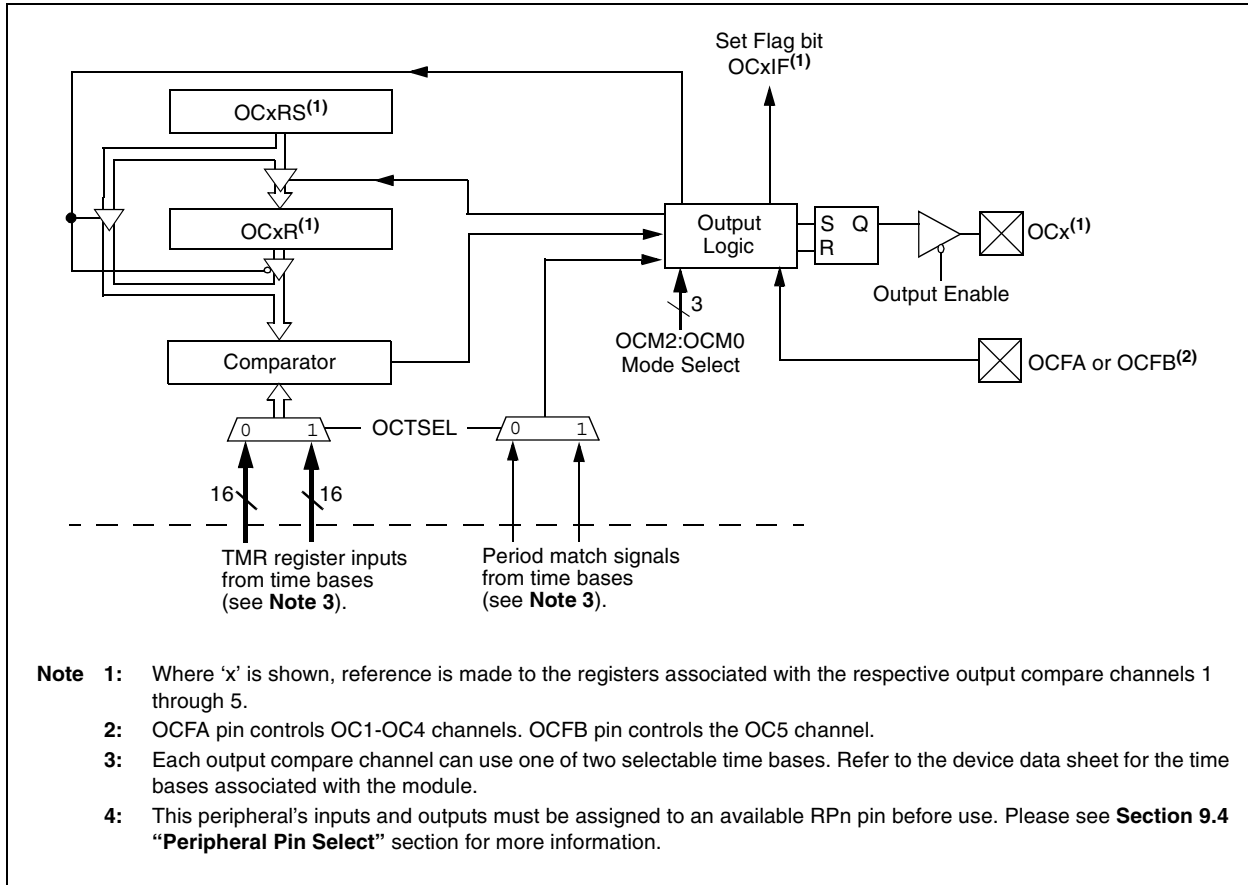 Set Flag bit
OCxIF(1)
OCxRS(1)
OCxR(1)
Output
Logic
S Q
R
OCx(1)
Output Enable
3
OCM2:OCM0
Mode Select
Comparator
OCFA or OCFB(2)
0 1
OCTSEL
0 1
16
16
TMR register inputs
from time bases
(see Note 3).
Period match signals
from time bases
(see Note 3).
Note 1: Where ‘x’ is shown, reference is made to the registers associated with the respective output compare channels 1
through 5.
2: OCFA pin controls OC1-OC4 channels. OCFB pin controls the OC5 channel.
3: Each output compare channel can use one of two selectable time bases. Refer to the device data sheet for the time
bases associated with the module.
4: This peripheral’s inputs and outputs must be assigned to an available RPn pin before use. Please see Section 9.4
“Peripheral Pin Select” section for more information.